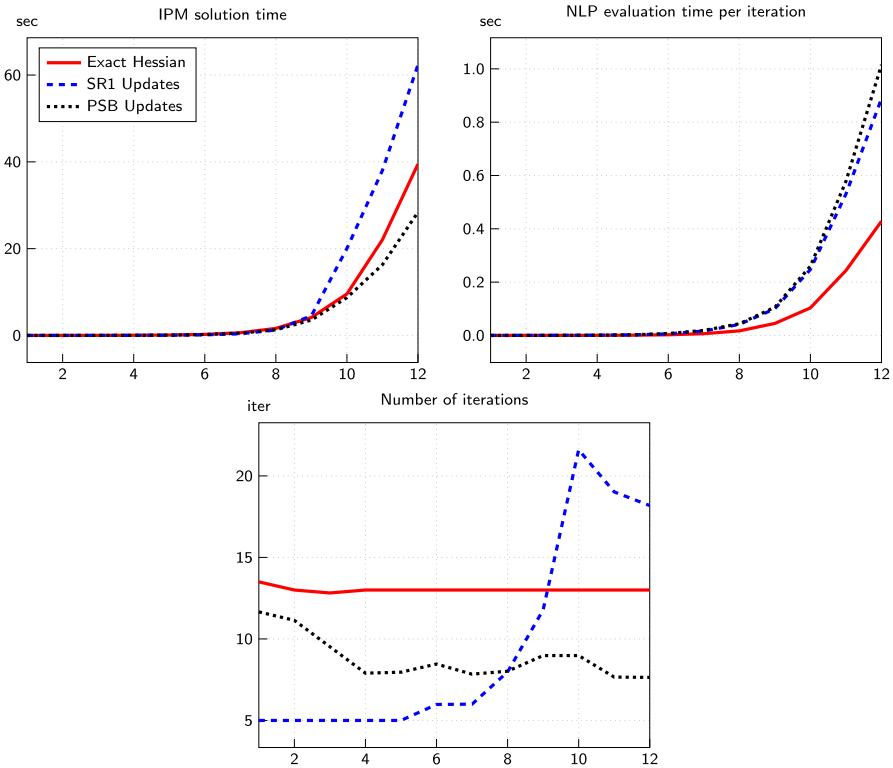 IPM solution time
sec
60
40
20
0
2 4 6 8 10 12
Exact Hessian
SR1 Updates
PSB Updates
NLP evaluation time per iteration
sec
1.0
0.8
0.6
0.4
0.2
0.0
2 4 6 8 10 12
Number of iterations
iter
20
15
10
5
2 4 6 8 10 12